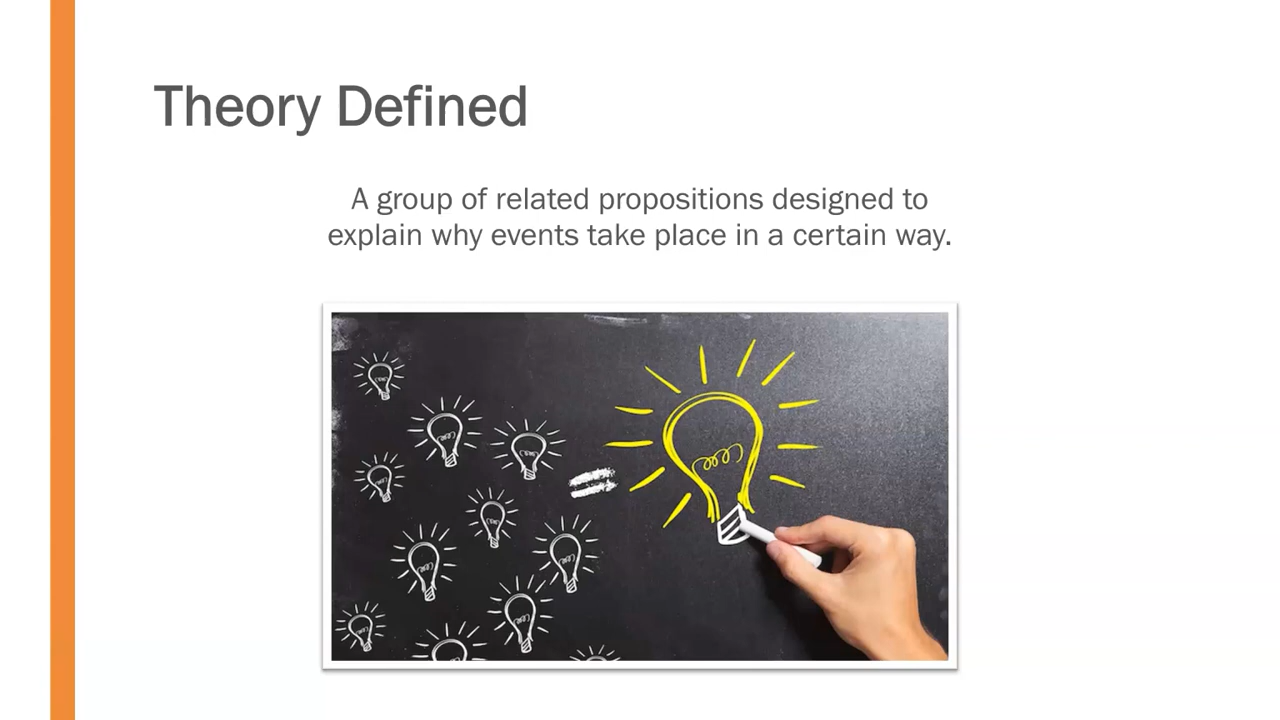 Theory Defined
A group of related propositions designed to
explain why events take place in a certain way.